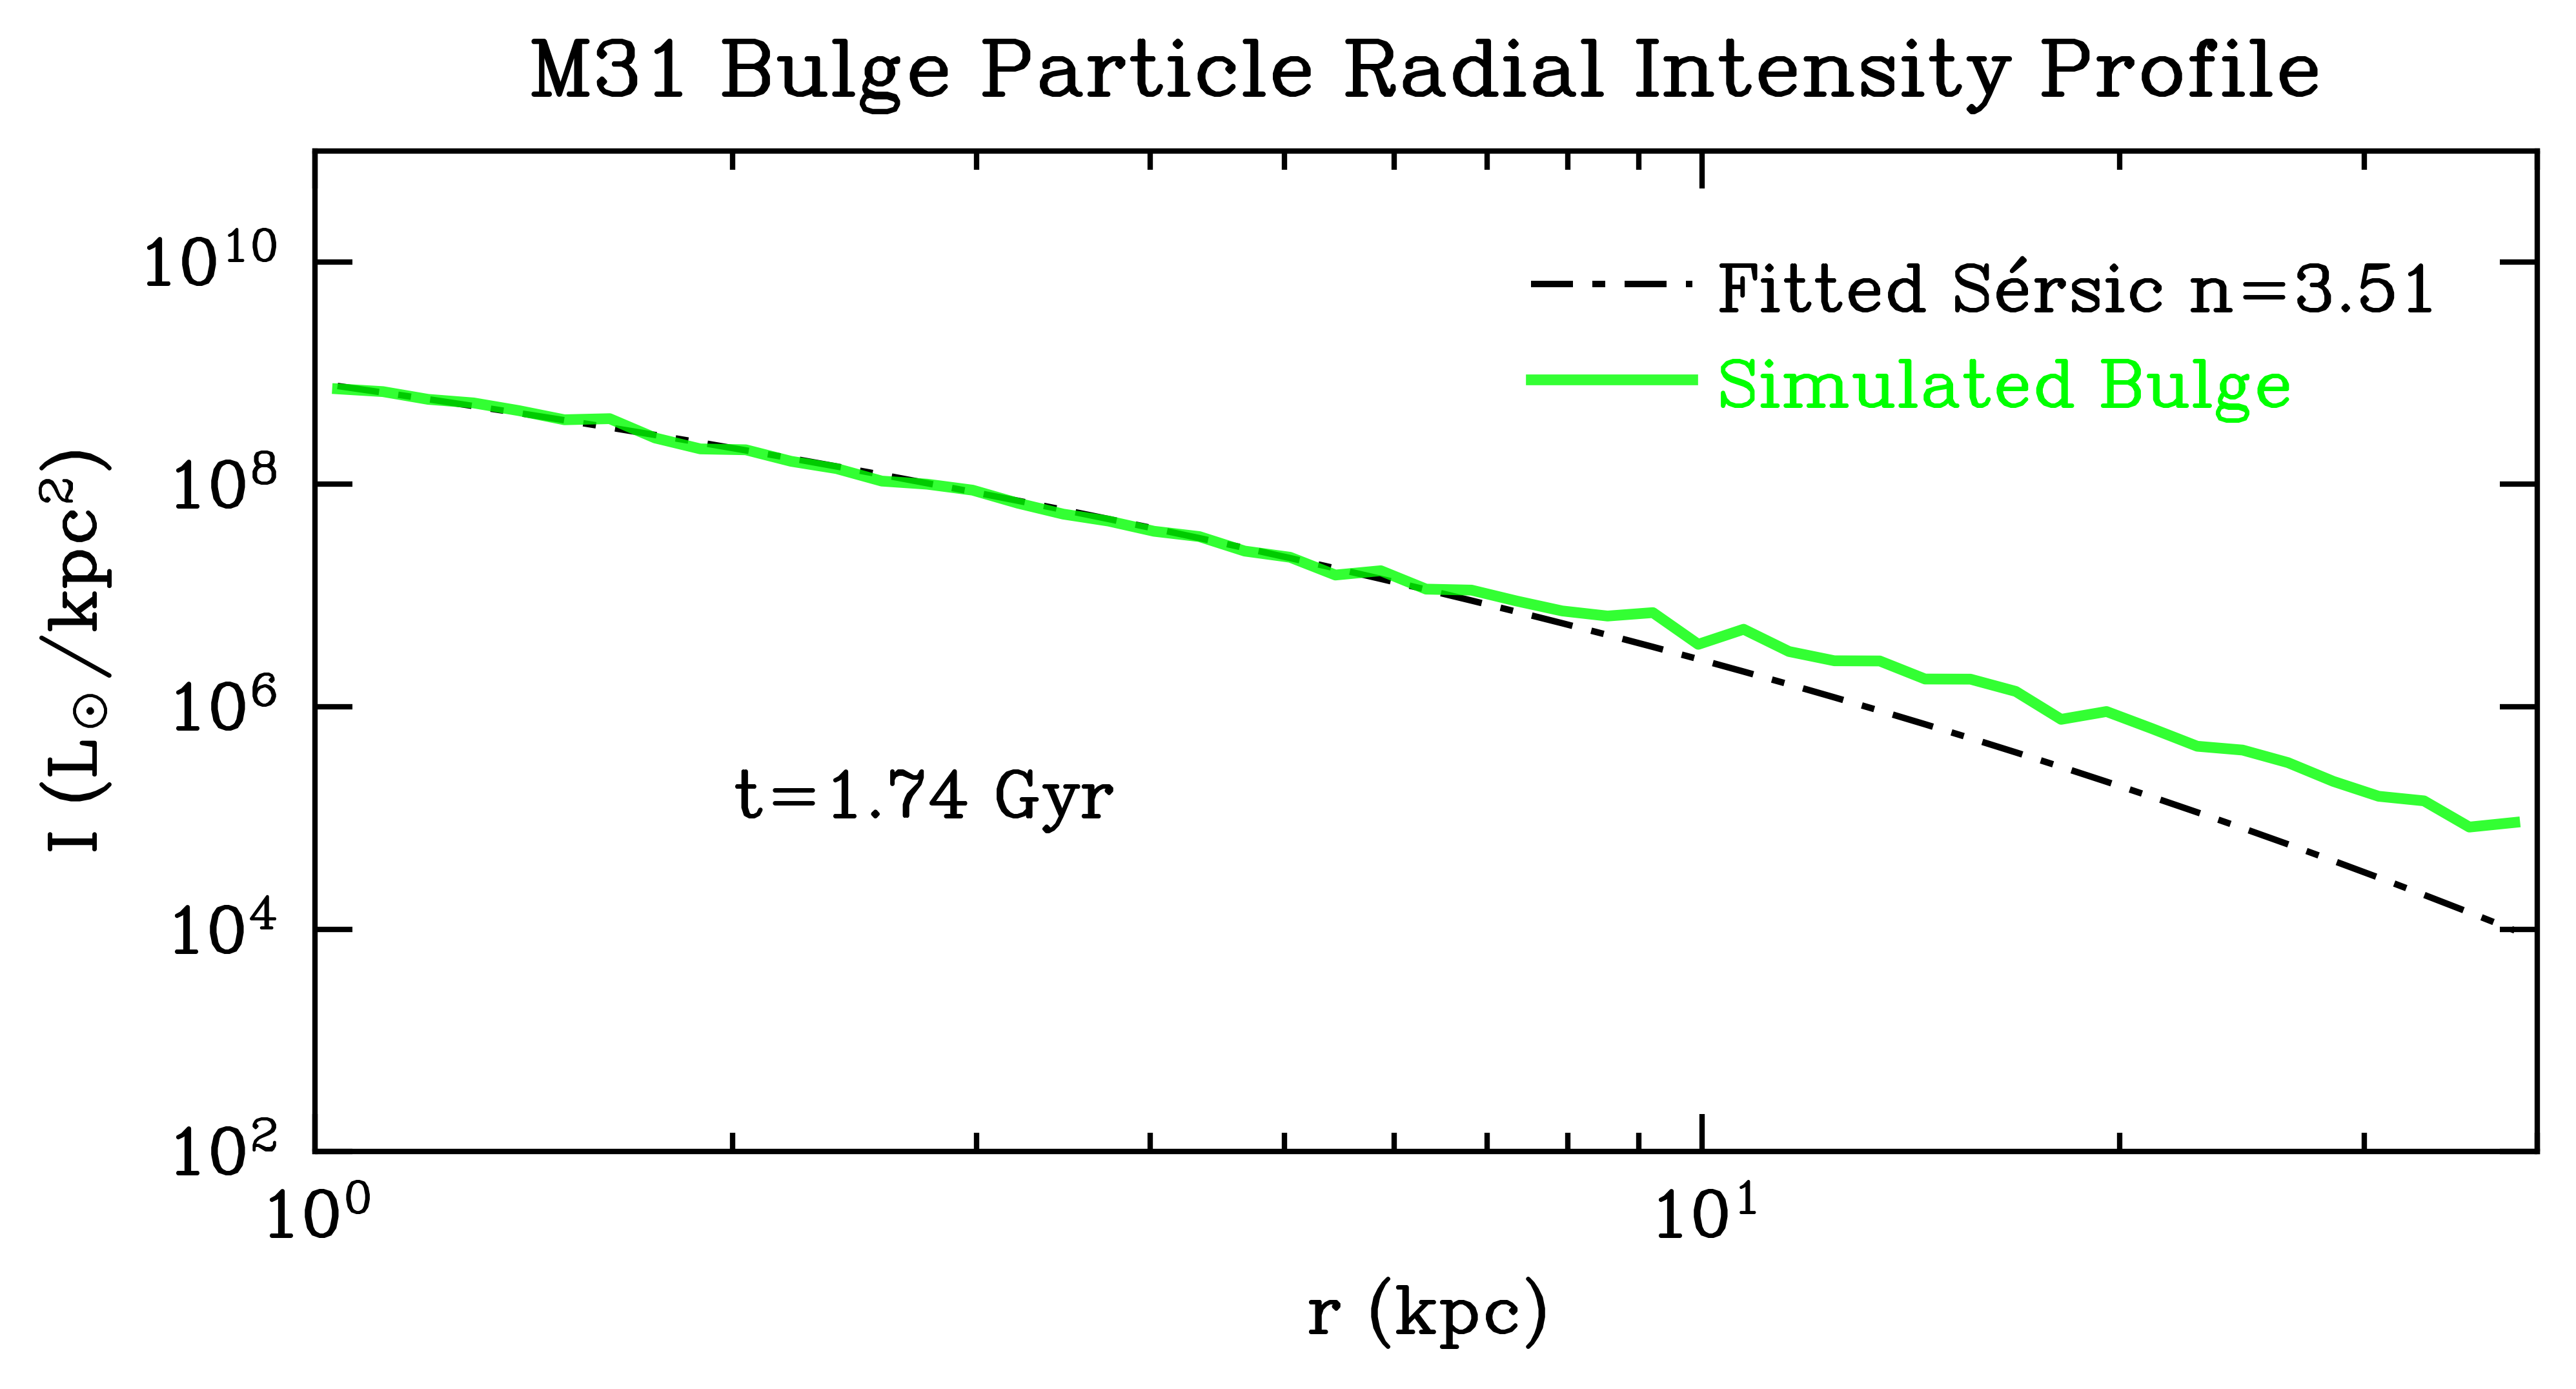 M31 Bulge Particle Radial Intensity Profile
10¹⁰
Fitted Sérsic n=3.51
Simulated Bulge
10⁸
I (L⊙/kpc²)
10⁶
t=1.74 Gyr
10⁴
10²
10⁰
10¹
r (kpc)